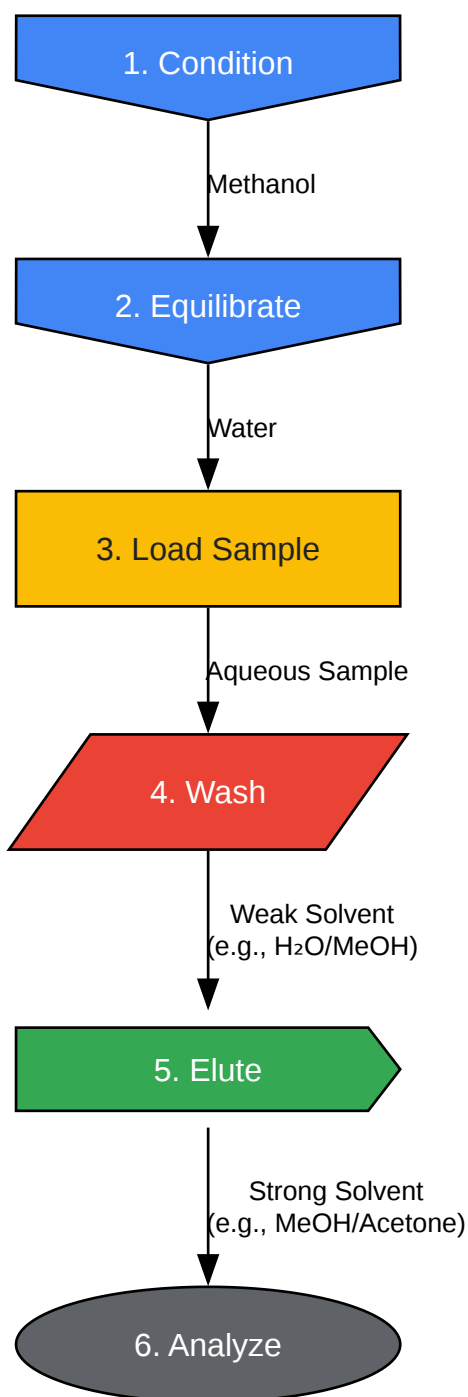 1. Condition
Methanol
2. Equilibrate
Water
3. Load Sample
Aqueous Sample
4. Wash
Weak Solvent
(e.g., H₂O/MeOH)
5. Elute
Strong Solvent
(e.g., MeOH/Acetone)
6. Analyze